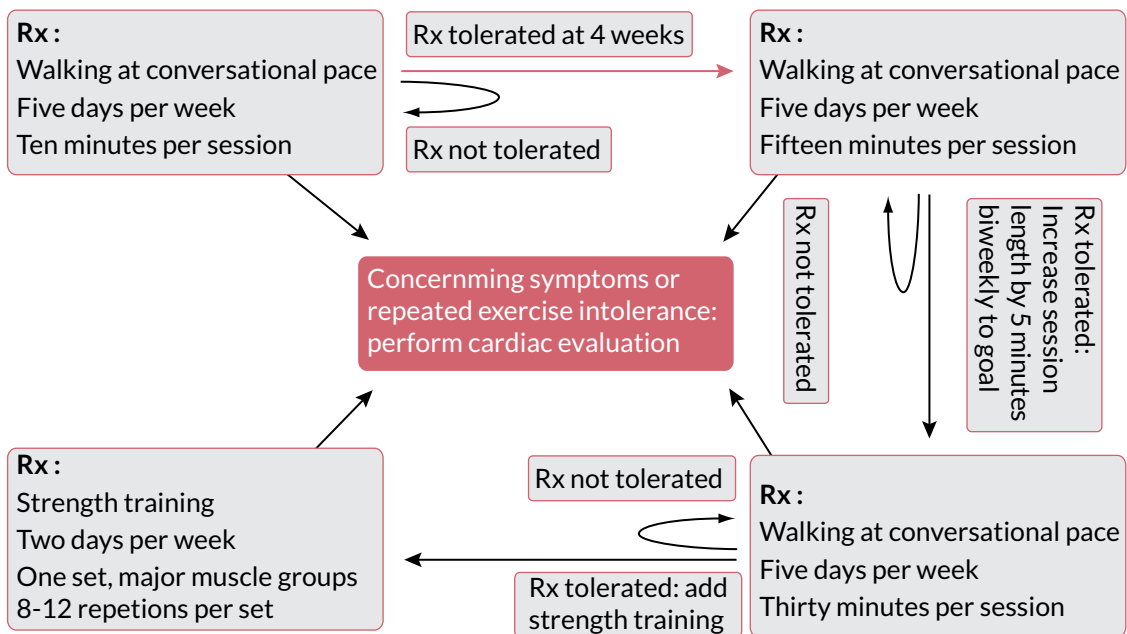 Rx :
Walking at conversational pace
Five days per week
Ten minutes per session
Rx tolerated at 4 weeks
Rx not tolerated
Rx :
Walking at conversational pace
Five days per week
Fifteen minutes per session
Rx not tolerated
Rx tolerated:
Increase session
length by 5 minutes
biweekly to goal
Concernming symptoms or
repeated exercise intolerance:
perform cardiac evaluation
Rx :
Walking at conversational pace
Five days per week
Thirty minutes per session
Rx not tolerated
Rx tolerated: add
strength training
Rx :
Strength training
Two days per week
One set, major muscle groups
8-12 repetions per set